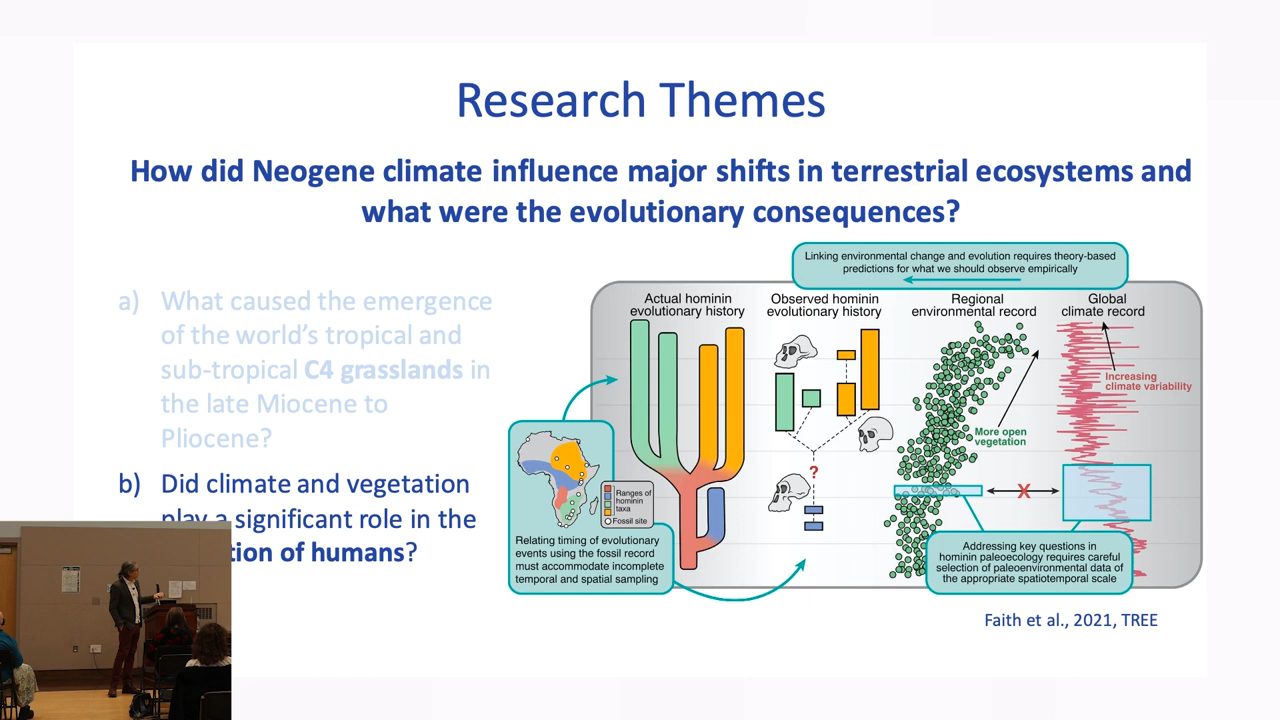 Research Themes
How did Neogene climate influence major shifts in terrestrial ecosystems and
what were the evolutionary consequences?
a) What caused the emergence
of the world's tropical and
sub-tropical C4 grasslands in
the late Miocene to
Pliocene?
b) Did climate and vegetation
play a significant role in the
tion of humans?
Linking environmental change and evolution requires theory-based
predictions for what we should observe empirically
Actual hominin
evolutionary history
Observed hominin
evolutionary history
Regional
environmental record
Global
climate record
Increasing
climate variability
More open
vegetation
?
X
Ranges of
hominin
taxa
Fossil site
Relating timing of evolutionary
events using the fossil record
must accommodate incomplete
temporal and spatial sampling
Addressing key questions in
hominin paleoecology requires careful
selection of paleoenvironmental data of
the appropriate spatiotemporal scale
Faith et al., 2021, TREE